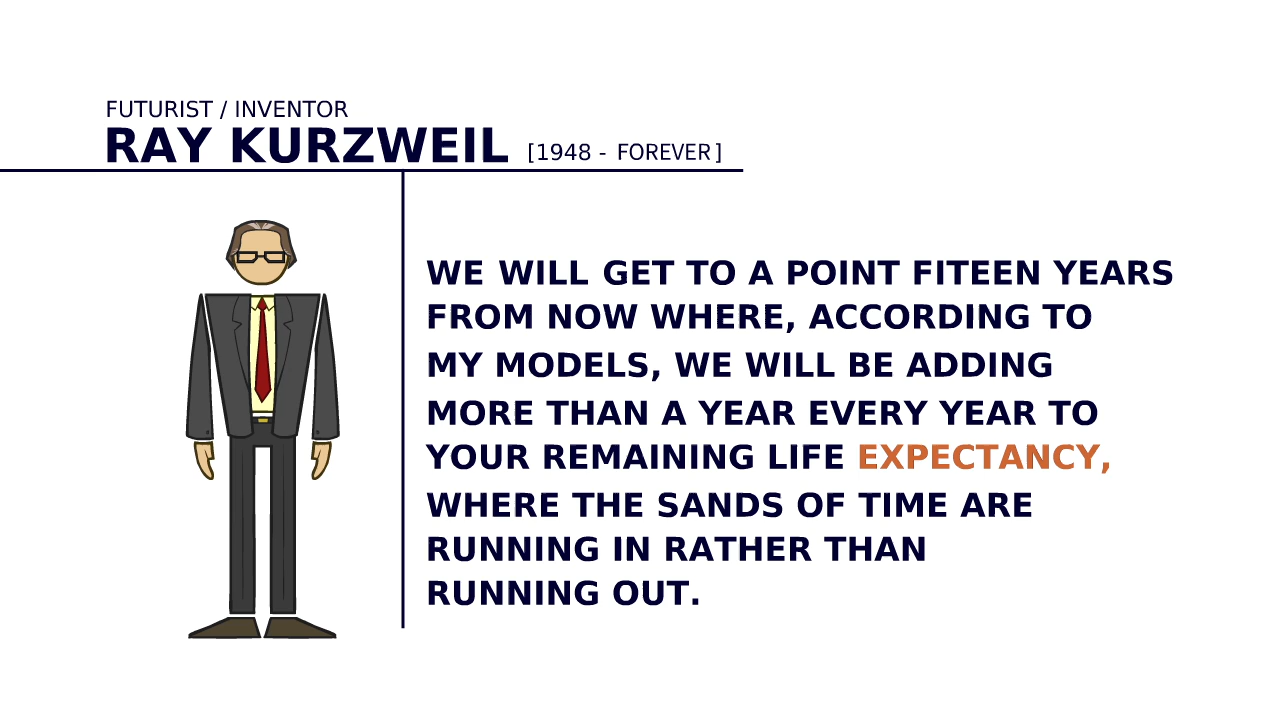 FUTURIST / INVENTOR
RAY KURZWEIL [1948 - FOREVER]
WE WILL GET TO A POINT FITEEN YEARS
FROM NOW WHERE, ACCORDING TO
MY MODELS, WE WILL BE ADDING
MORE THAN A YEAR EVERY YEAR TO
YOUR REMAINING LIFE EXPECTANCY,
WHERE THE SANDS OF TIME ARE
RUNNING IN RATHER THAN
RUNNING OUT.